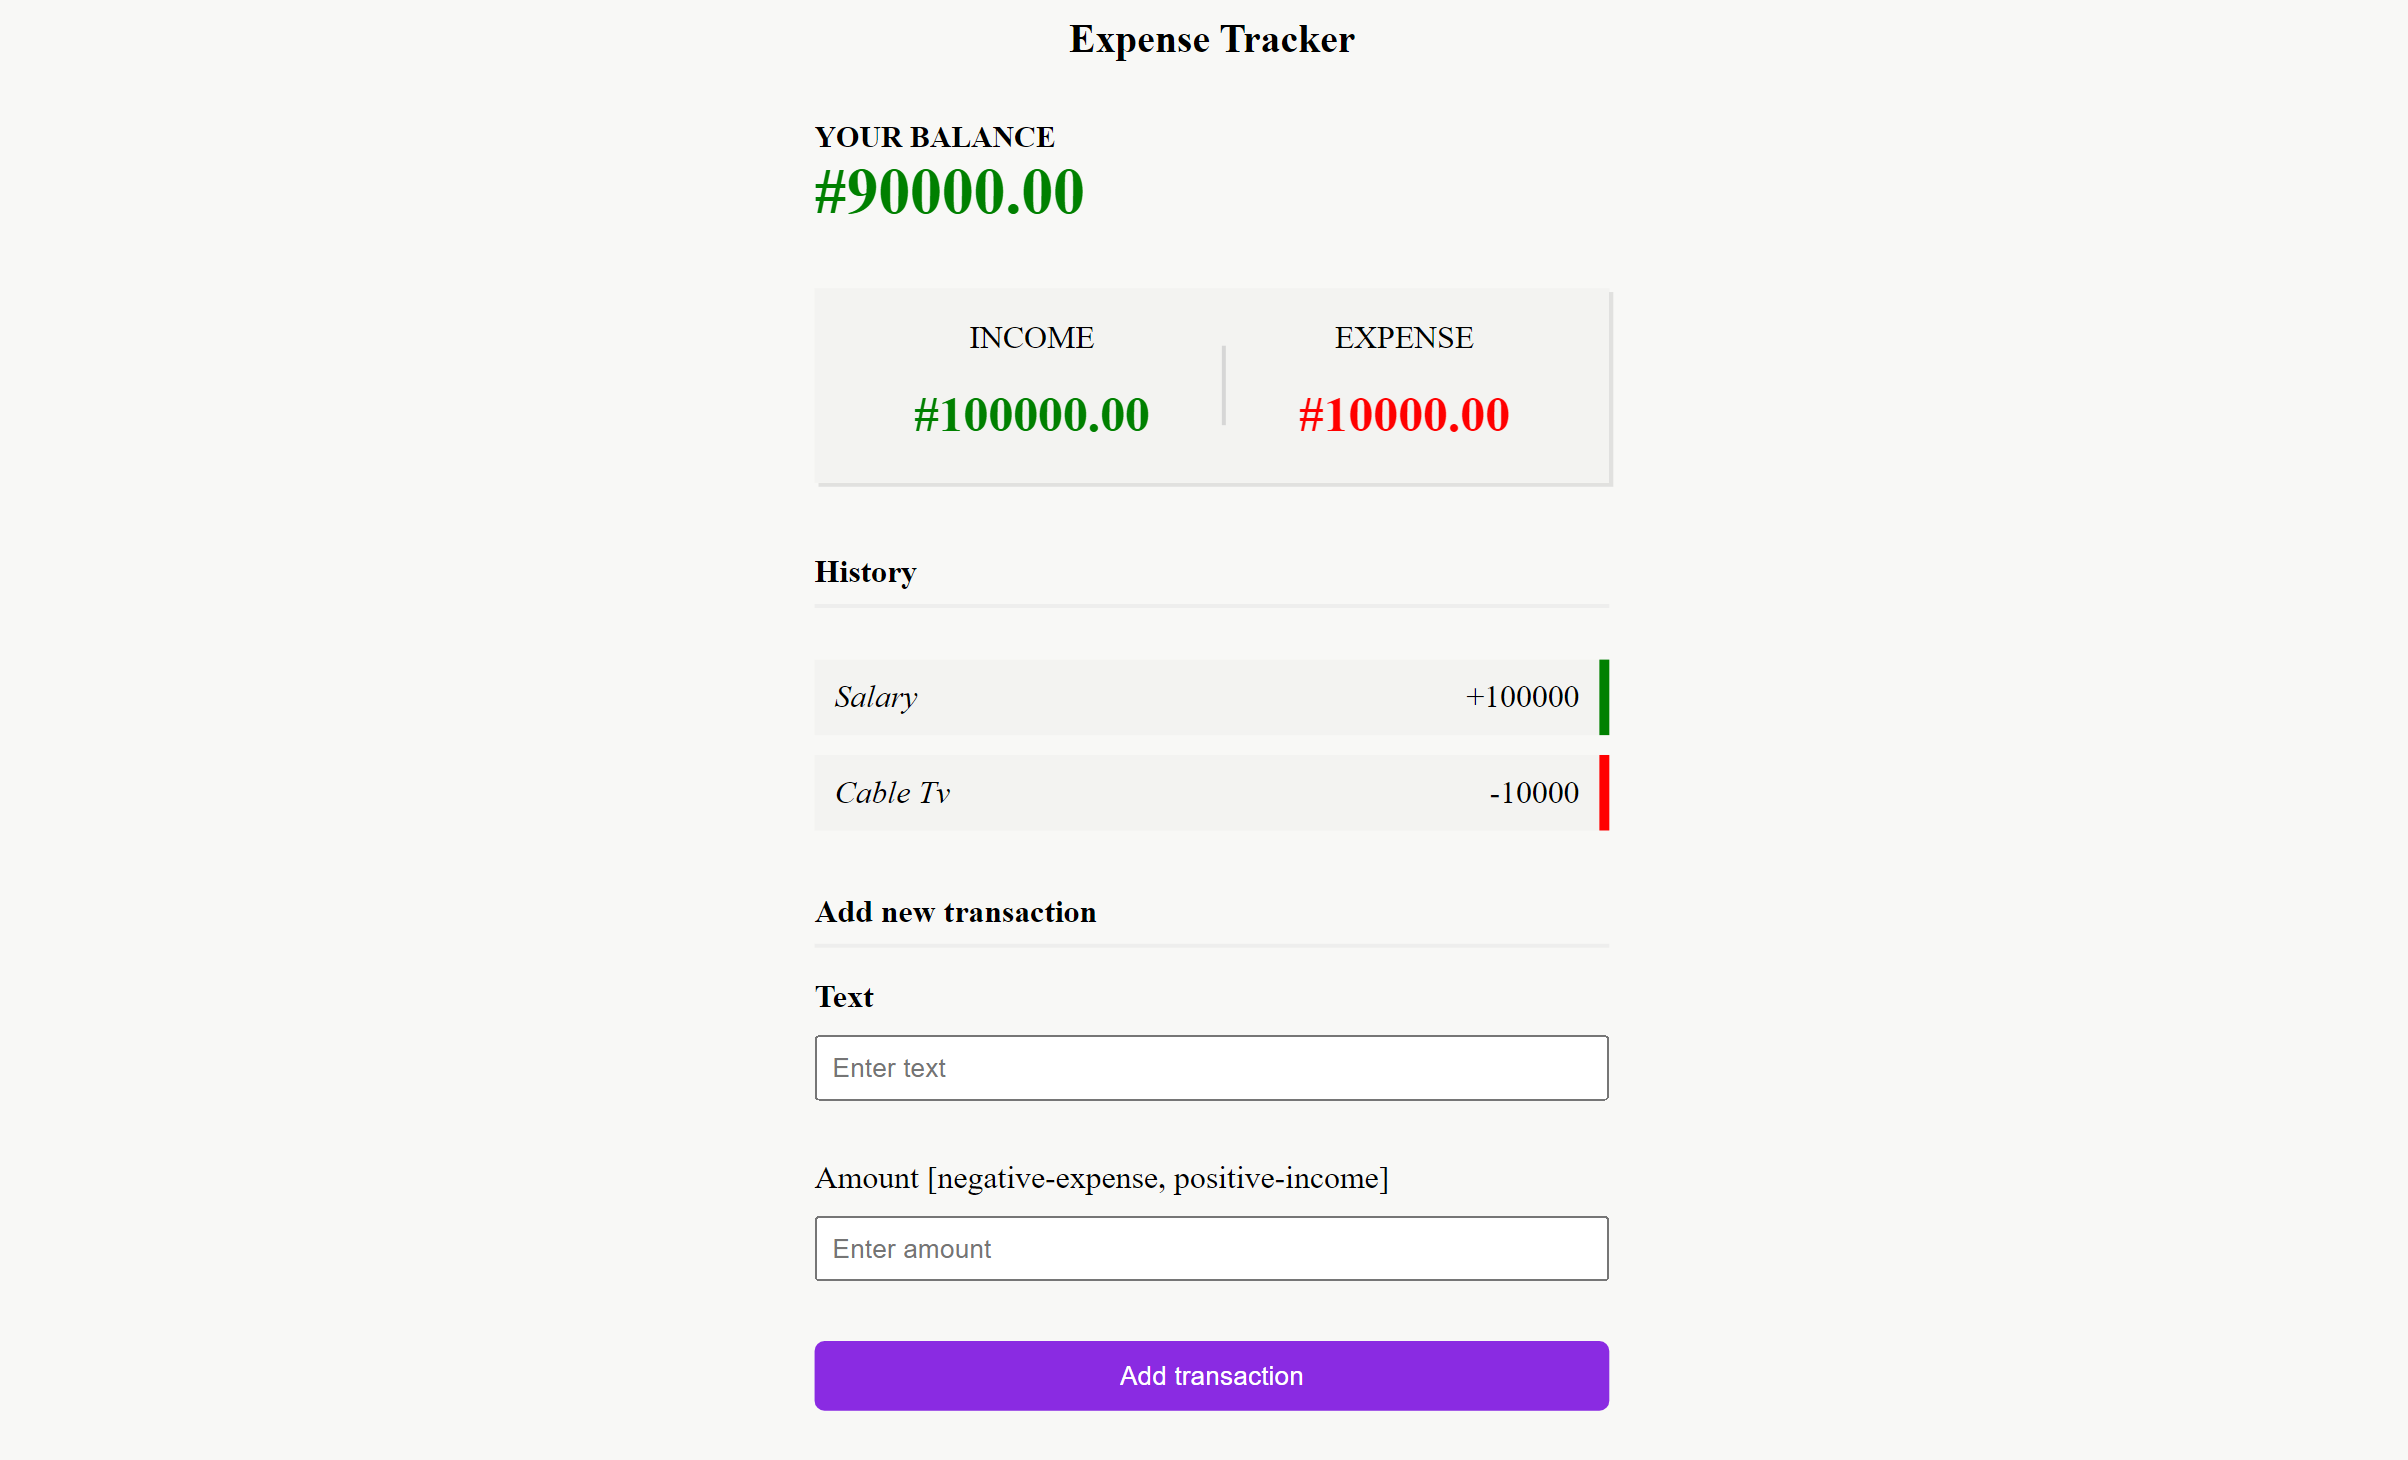 Expense Tracker
YOUR BALANCE
#90000.00
INCOME
EXPENSE
#100000.00
#10000.00
History
Salary +100000
Cable Tv -10000
Add new transaction
Text
Enter text
Amount [negative-expense, positive-income]
Enter amount
Add transaction